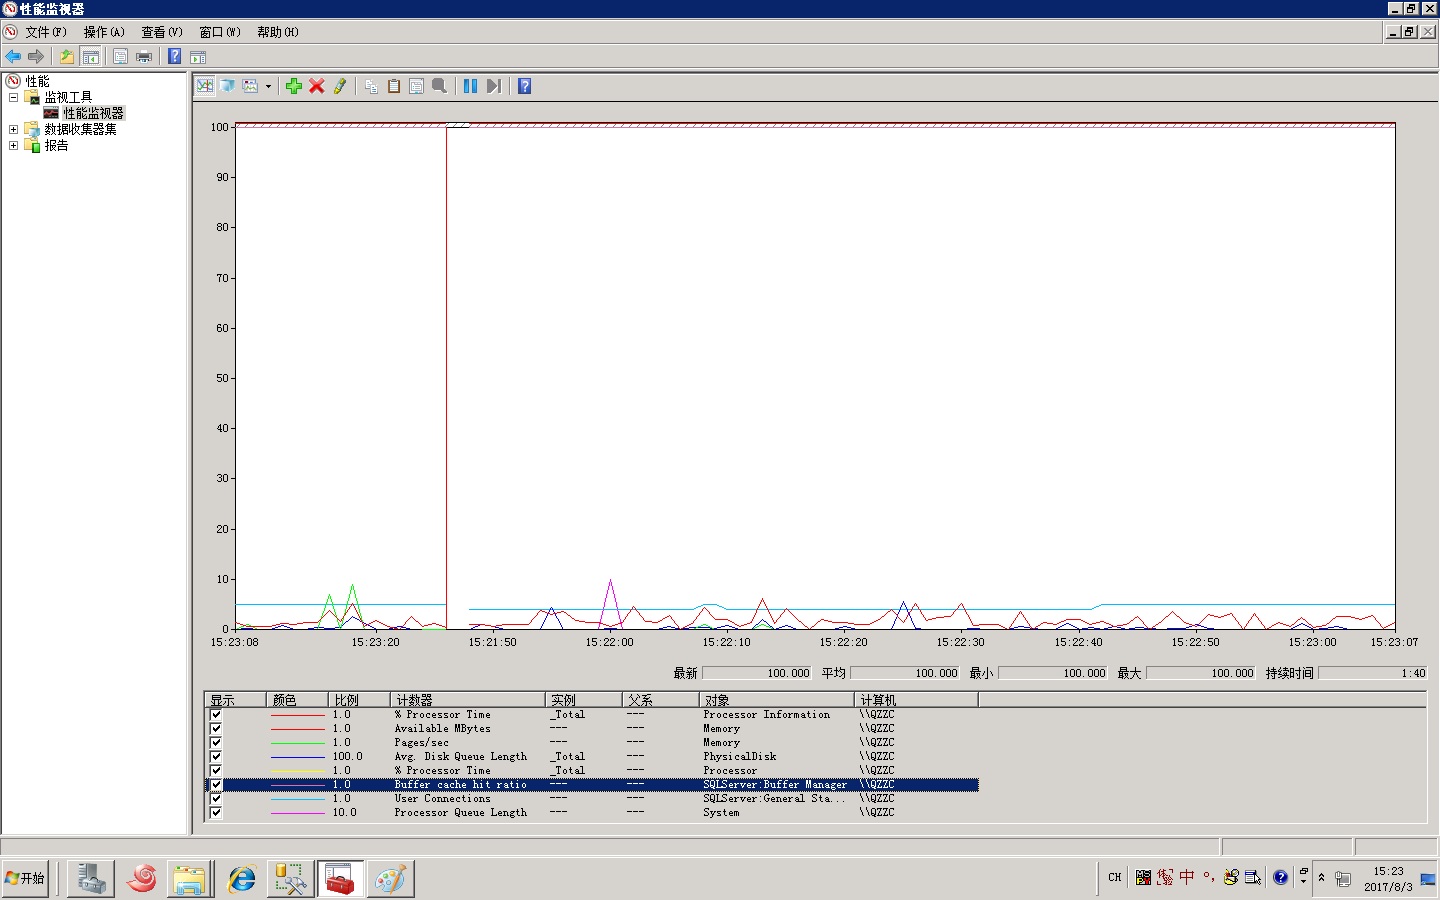 性能监视器
文件(F) 操作(A) 查看(V) 窗口(W) 帮助(H)
性能
监视工具
性能监视器
数据收集器集
报告
100
90
80
70
60
50
40
30
20
10
0
15:23:08 15:23:20 15:21:50 15:22:00 15:22:10 15:22:20 15:22:30 15:22:40 15:22:50 15:23:00 15:23:07
最新 100.000 平均 100.000 最小 100.000 最大 100.000 持续时间 1:40
显示 颜色 比例 计数器 实例 父系 对象 计算机
1.0 % Processor Time _Total --- Processor Information \\QZZC
1.0 Available MBytes --- --- Memory \\QZZC
1.0 Pages/sec --- --- Memory \\QZZC
100.0 Avg. Disk Queue Length _Total --- PhysicalDisk \\QZZC
1.0 % Processor Time _Total --- Processor \\QZZC
1.0 Buffer cache hit ratio --- --- SQLServer:Buffer Manager \\QZZC
1.0 User Connections --- --- SQLServer:General Sta... \\QZZC
10.0 Processor Queue Length --- --- System \\QZZC
开始 CH 中 15:23
2017/8/3